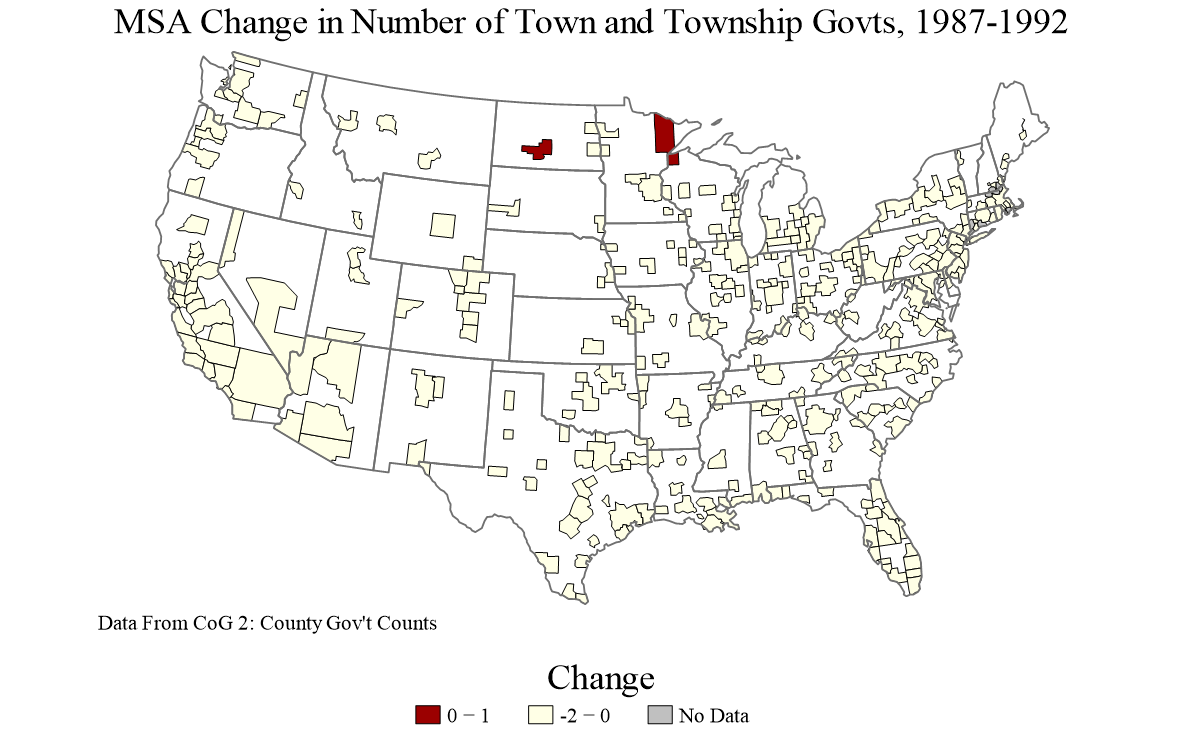 MSA Change in Number of Town and Township Govts, 1987-1992
Data From CoG 2: County Gov't Counts
Change
0 − 1
-2 − 0
No Data